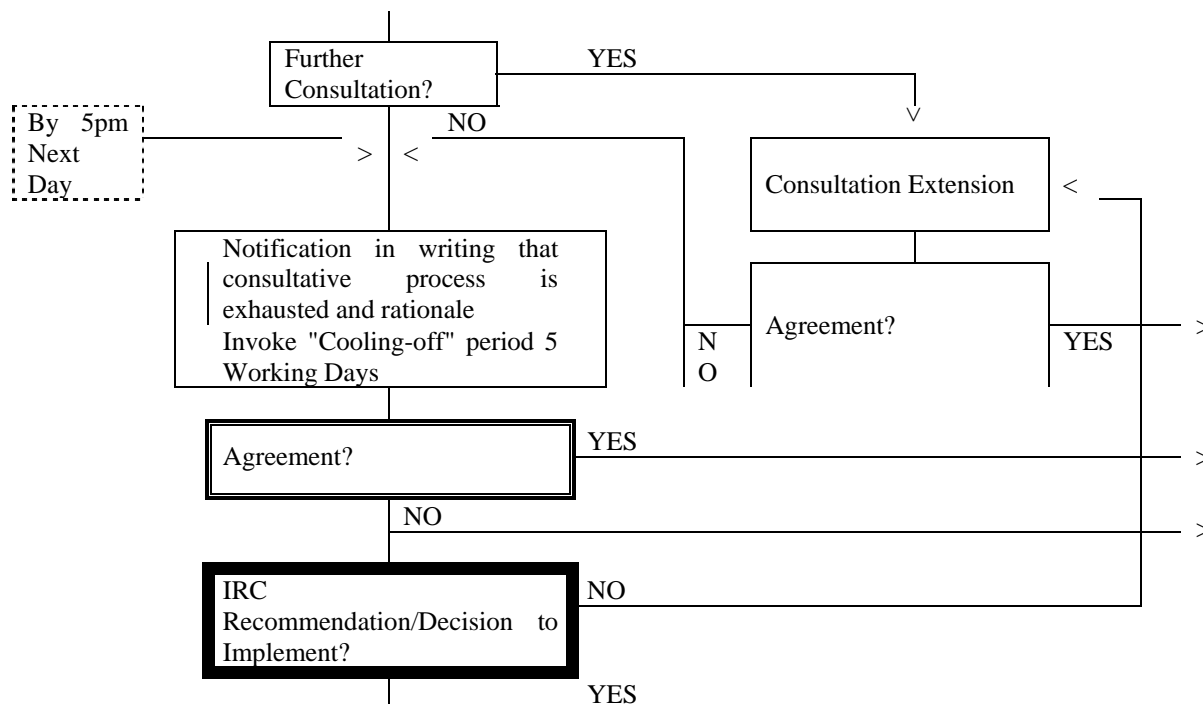 Further
Consultation?
YES
By 5pm
Next
Day
NO
> <
Consultation Extension
<
Notification in writing that
consultative process is
exhausted and rationale
Invoke "Cooling-off" period 5
Working Days
N
O
Agreement?
YES
>
Agreement?
YES
>
NO
>
IRC
Recommendation/Decision to
Implement?
NO
YES